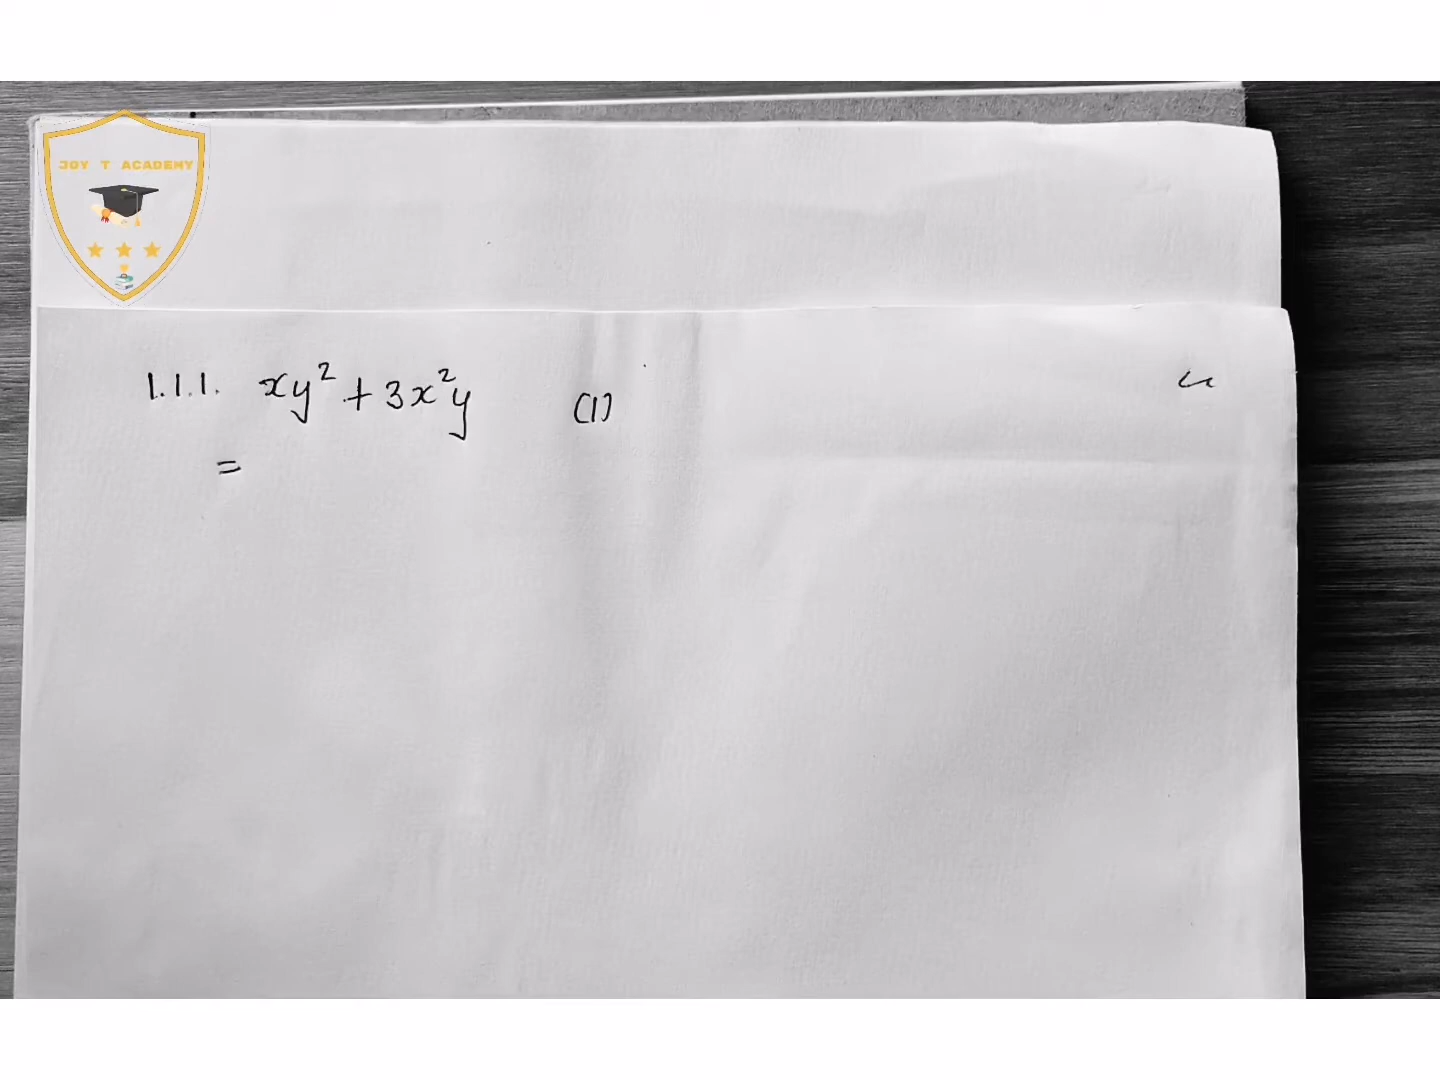 JOY T ACADEMY
1.1.1. xy² + 3x²y (1)
=